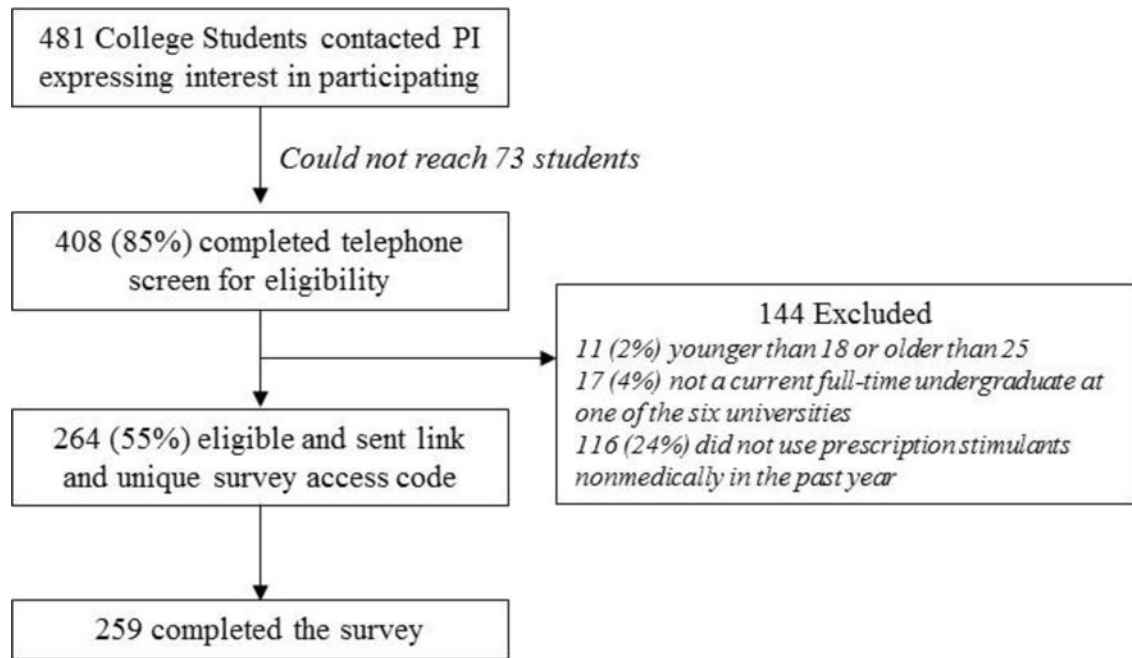 481 College Students contacted PI
expressing interest in participating
Could not reach 73 students
408 (85%) completed telephone
screen for eligibility
144 Excluded
11 (2%) younger than 18 or older than 25
17 (4%) not a current full-time undergraduate at
one of the six universities
116 (24%) did not use prescription stimulants
nonmedically in the past year
264 (55%) eligible and sent link
and unique survey access code
259 completed the survey